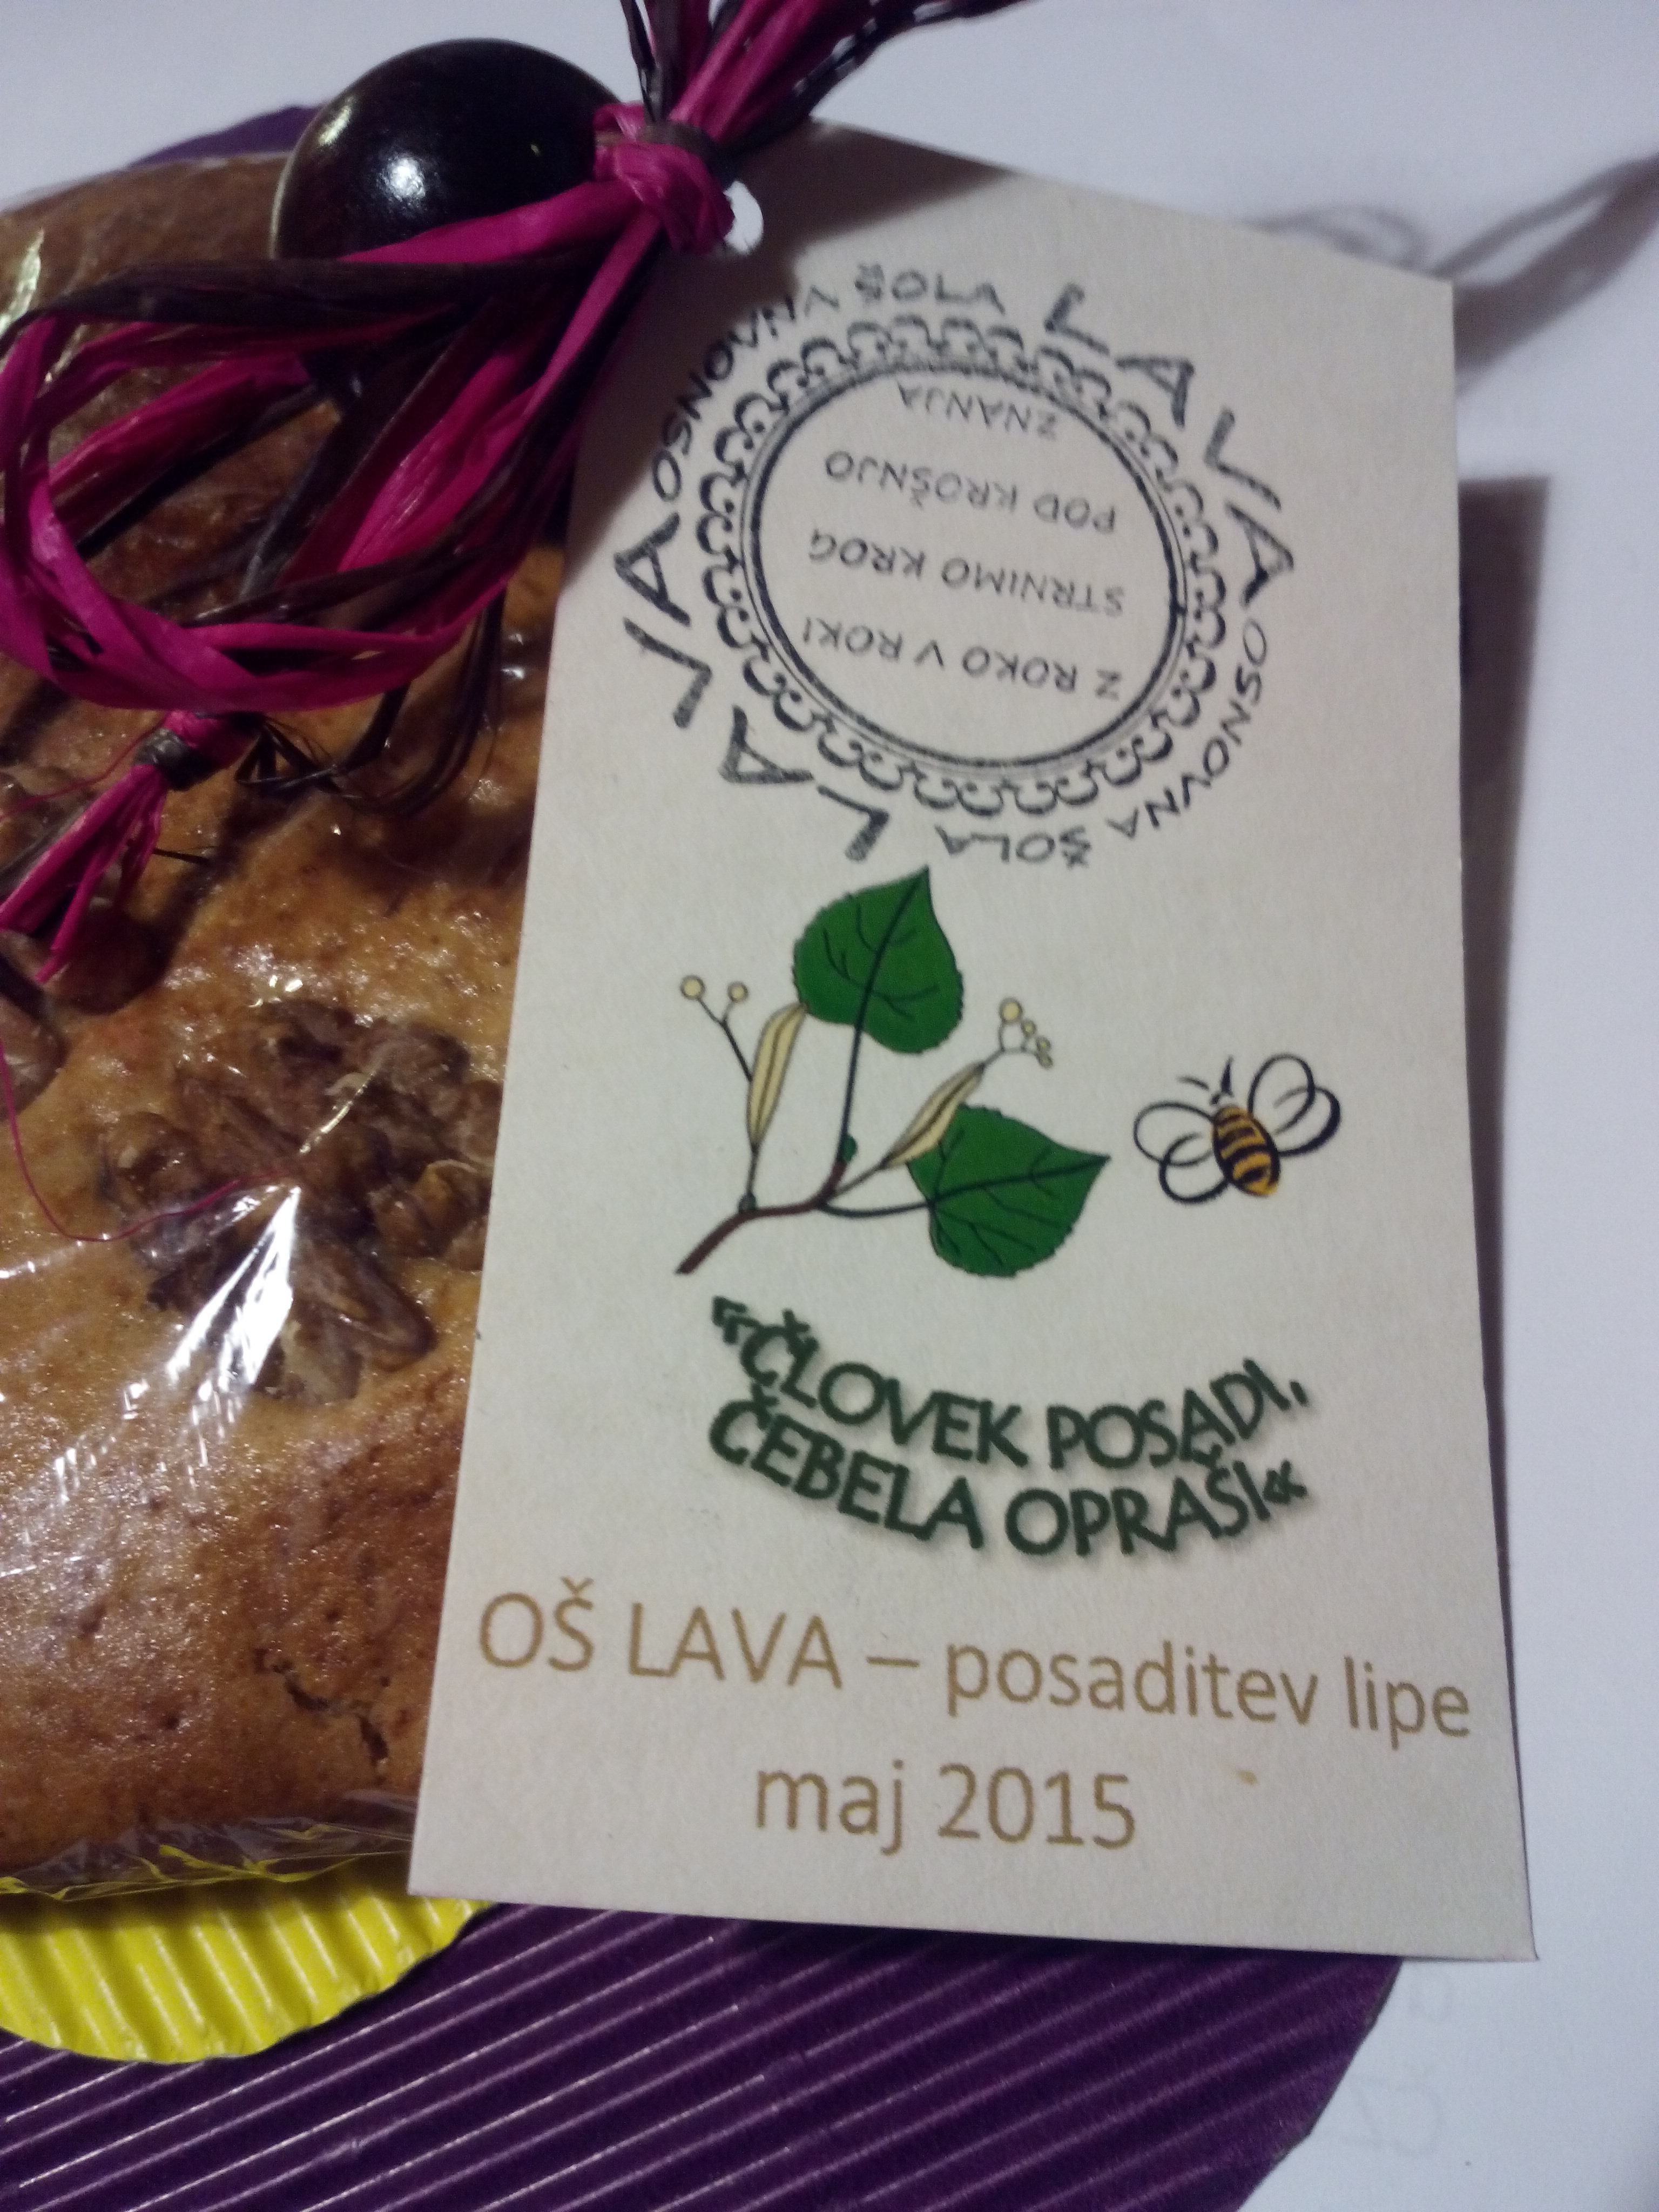 OSNOVNA ŠOLA LAVA
OSNOVNA ŠOLA LAVA
Z ROKO V ROKI
STRNIMO KROG
POD KROŠNJO
ZNANJA
"ČLOVEK POSADI,
ČEBELA OPRAŠI«
OŠ LAVA – posaditev lipe
maj 2015